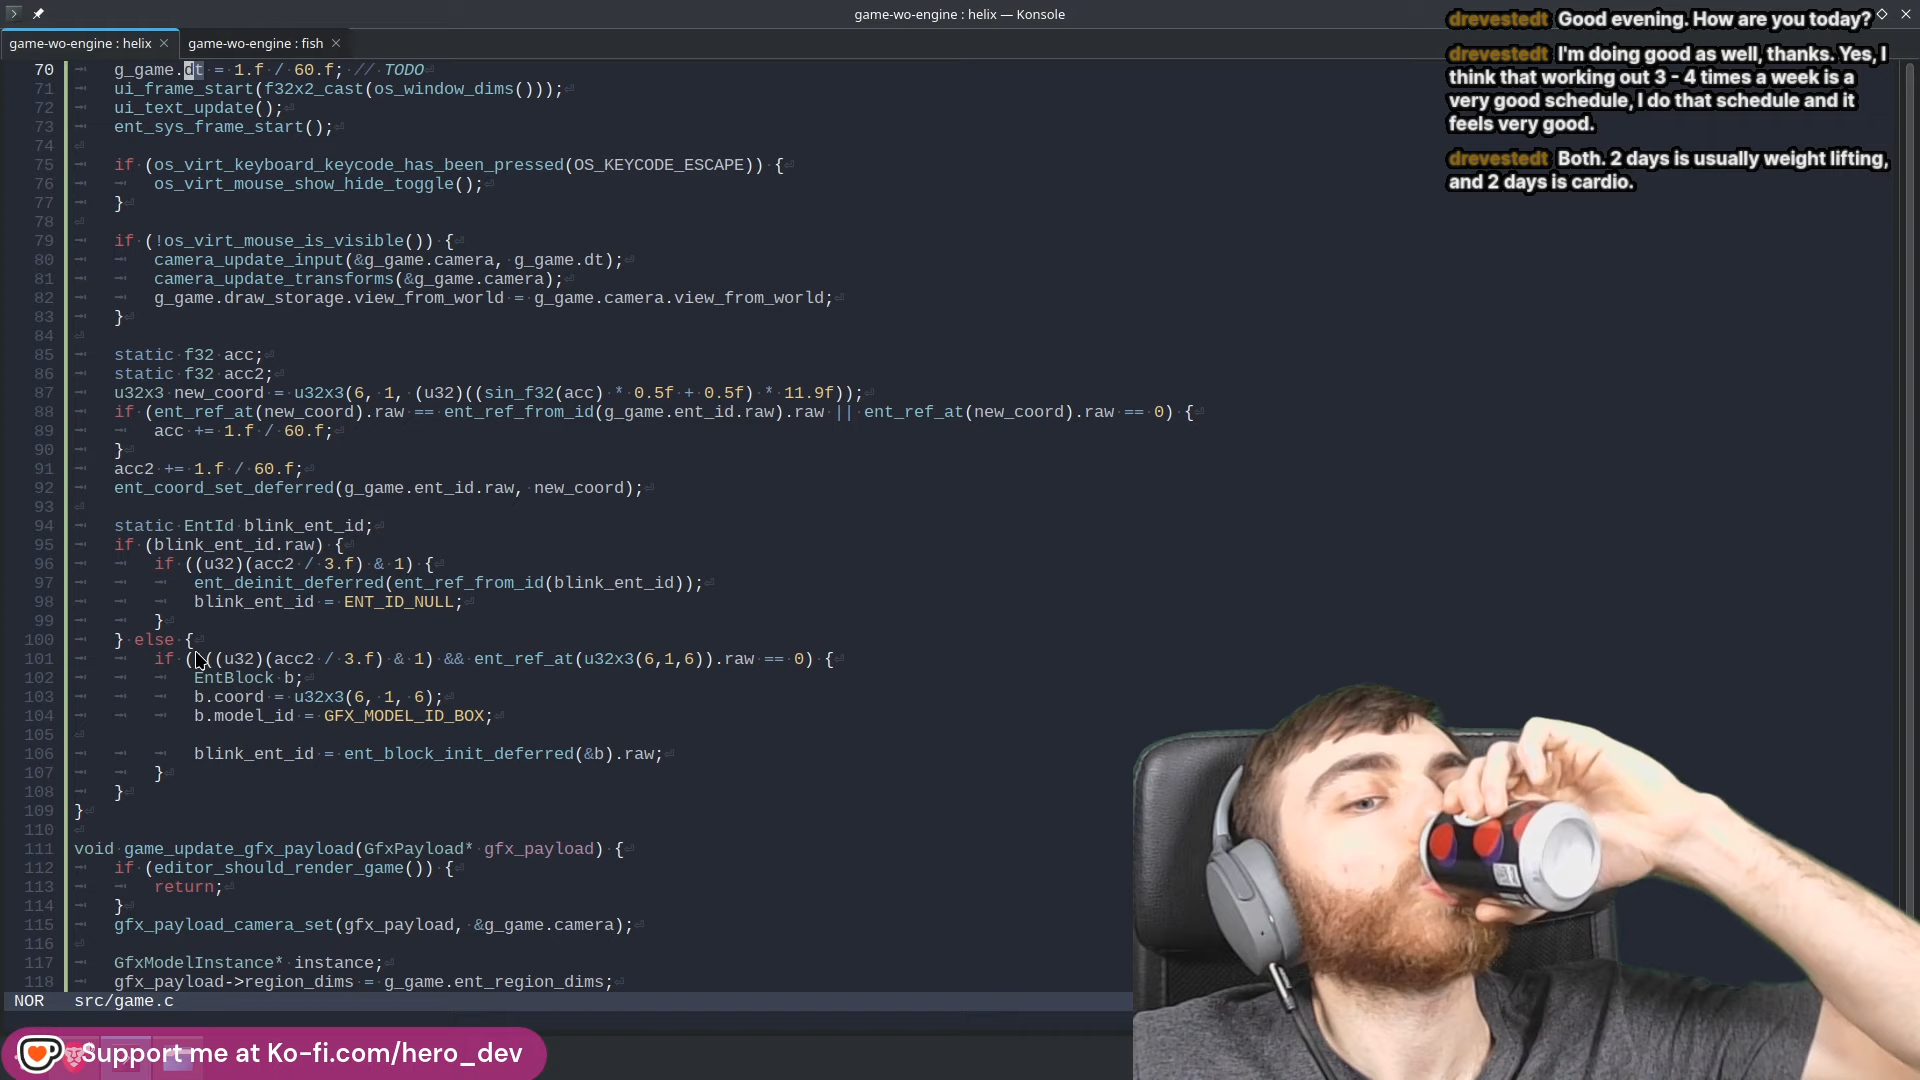 game-wo-engine : helix — Konsole
game-wo-engine : helix
game-wo-engine : fish
70 g_game.dt = 1.f / 60.f; // TODO
71 ui_frame_start(f32x2_cast(os_window_dims()));
72 ui_text_update();
73 ent_sys_frame_start();
74
75 if (os_virt_keyboard_keycode_has_been_pressed(OS_KEYCODE_ESCAPE)) {
76 os_virt_mouse_show_hide_toggle();
77 }
78
79 if (!os_virt_mouse_is_visible()) {
80 camera_update_input(&g_game.camera, g_game.dt);
81 camera_update_transforms(&g_game.camera);
82 g_game.draw_storage.view_from_world = g_game.camera.view_from_world;
83 }
84
85 static f32 acc;
86 static f32 acc2;
87 u32x3 new_coord = u32x3(6, 1, (u32)((sin_f32(acc) * 0.5f + 0.5f) * 11.9f));
88 if (ent_ref_at(new_coord).raw == ent_ref_from_id(g_game.ent_id.raw).raw || ent_ref_at(new_coord).raw == 0) {
89 acc += 1.f / 60.f;
90 }
91 acc2 += 1.f / 60.f;
92 ent_coord_set_deferred(g_game.ent_id.raw, new_coord);
93
94 static EntId blink_ent_id;
95 if (blink_ent_id.raw) {
96 if ((u32)(acc2 / 3.f) & 1) {
97 ent_deinit_deferred(ent_ref_from_id(blink_ent_id));
98 blink_ent_id = ENT_ID_NULL;
99 }
100 } else {
101 if (((u32)(acc2 / 3.f) & 1) && ent_ref_at(u32x3(6,1,6)).raw == 0) {
102 EntBlock b;
103 b.coord = u32x3(6, 1, 6);
104 b.model_id = GFX_MODEL_ID_BOX;
105
106 blink_ent_id = ent_block_init_deferred(&b).raw;
107 }
108 }
109 }
110
111 void game_update_gfx_payload(GfxPayload* gfx_payload) {
112 if (editor_should_render_game()) {
113 return;
114 }
115 gfx_payload_camera_set(gfx_payload, &g_game.camera);
116
117 GfxModelInstance* instance;
118 gfx_payload->region_dims = g_game.ent_region_dims;
NOR src/game.c
Support me at Ko-fi.com/hero_dev
drevestedt Good evening. How are you today?
drevestedt I'm doing good as well, thanks. Yes, I
think that working out 3 - 4 times a week is a
very good schedule, I do that schedule and it
feels very good.
drevestedt Both. 2 days is usually weight lifting,
and 2 days is cardio.